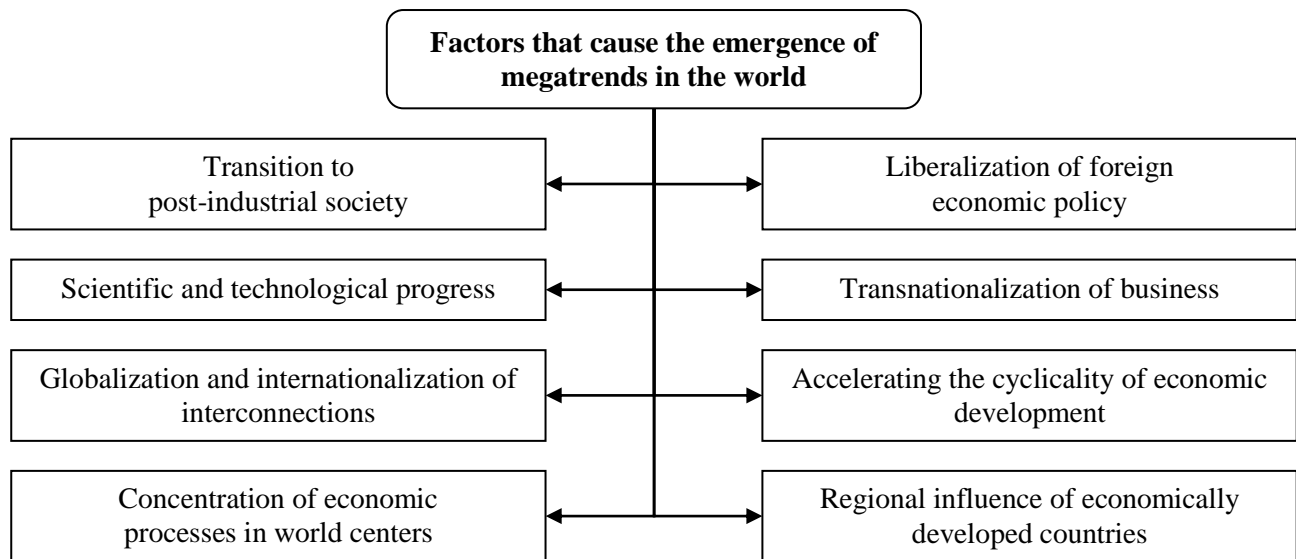 Factors that cause the emergence of
megatrends in the world
Transition to
post-industrial society
Liberalization of foreign
economic policy
Scientific and technological progress
Transnationalization of business
Globalization and internationalization of
interconnections
Accelerating the cyclicality of economic
development
Concentration of economic
processes in world centers
Regional influence of economically
developed countries